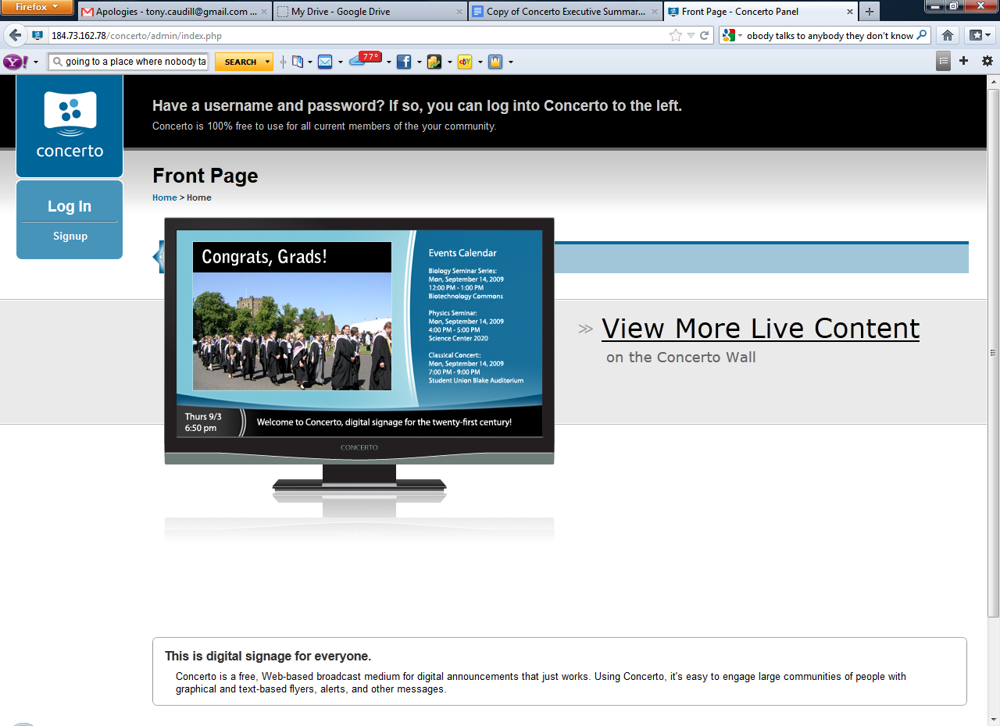 Firefox
Apologies - tony.caudill@gmail.com ...
My Drive - Google Drive
Copy of Concerto Executive Summar...
Front Page - Concerto Panel
184.73.162.78/concerto/admin/index.php
obody talks to anybody they don't know
Y!
going to a place where nobody ta
SEARCH
77°
concerto
Have a username and password? If so, you can log into Concerto to the left.
Concerto is 100% free to use for all current members of the your community.
Log In
Signup
Front Page
Home > Home
Congrats, Grads!
Events Calendar
Biology Seminar Series:
Mon, September 14, 2009
12:00 PM - 1:00 PM
Biotechnology Commons
Physics Seminar:
Mon, September 14, 2009
4:00 PM - 5:00 PM
Science Center 2020
Classical Concert::
Mon, September 14, 2009
7:00 PM - 9:00 PM
Student Union Blake Auditorium
Thurs 9/3
6:50 pm
Welcome to Concerto, digital signage for the twenty-first century!
CONCERTO
View More Live Content
on the Concerto Wall
This is digital signage for everyone.
Concerto is a free, Web-based broadcast medium for digital announcements that just works. Using Concerto, it's easy to engage large communities of people with
graphical and text-based flyers, alerts, and other messages.